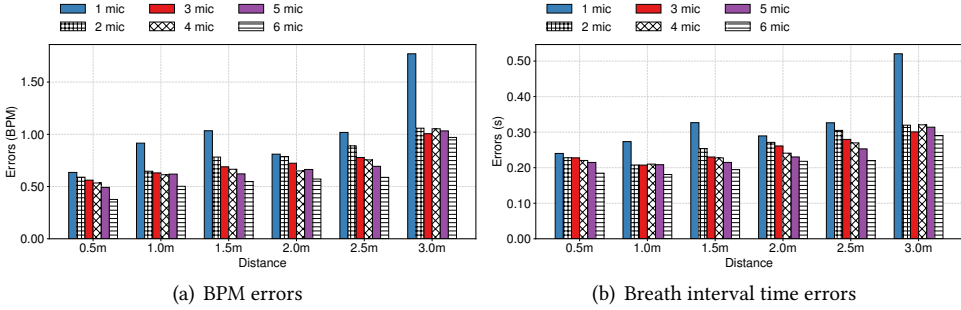 1 mic 3 mic 5 mic
2 mic 4 mic 6 mic
Errors (BPM)
1.50
1.00
0.50
0.00
0.5m 1.0m 1.5m 2.0m 2.5m 3.0m
Distance
(a) BPM errors
1 mic 3 mic 5 mic
2 mic 4 mic 6 mic
Errors (s)
0.50
0.40
0.30
0.20
0.10
0.00
0.5m 1.0m 1.5m 2.0m 2.5m 3.0m
Distance
(b) Breath interval time errors